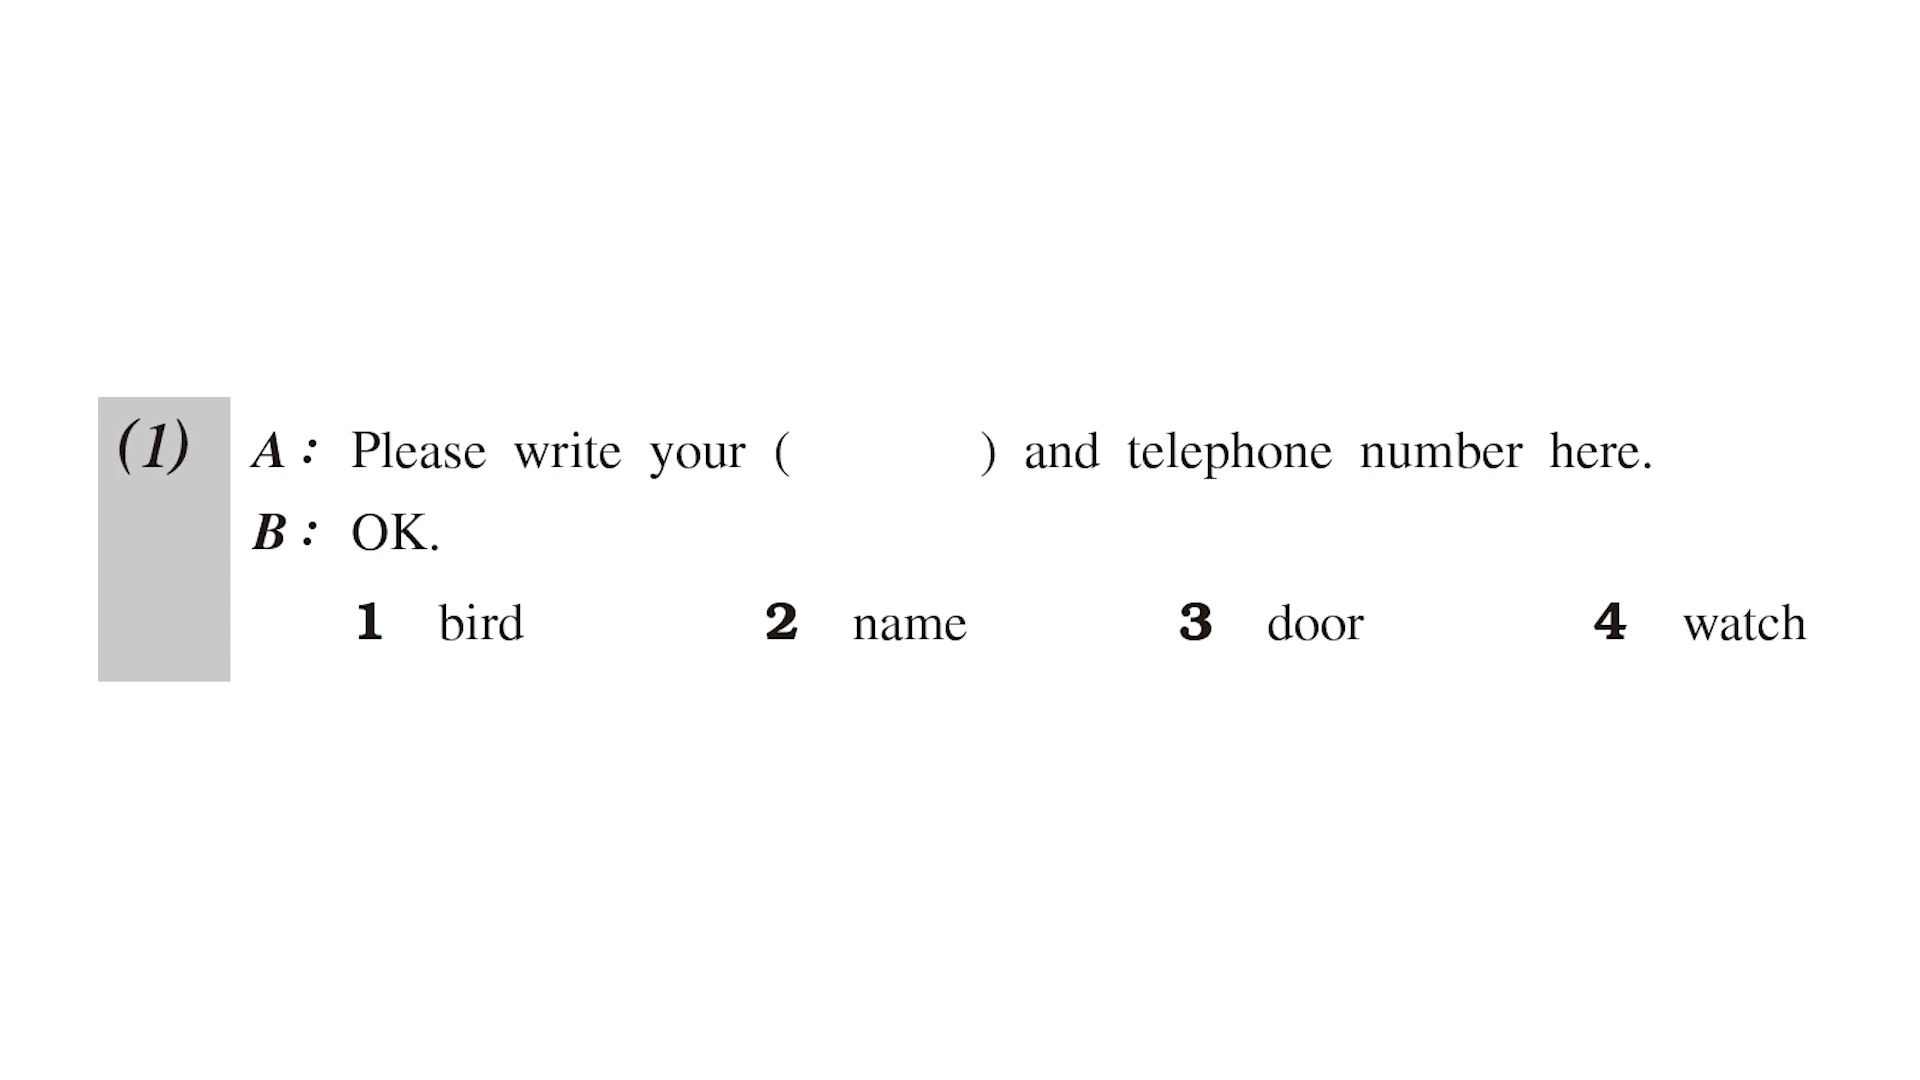 (1) A : Please write your ( ) and telephone number here.
B : OK.
1 bird 2 name 3 door 4 watch